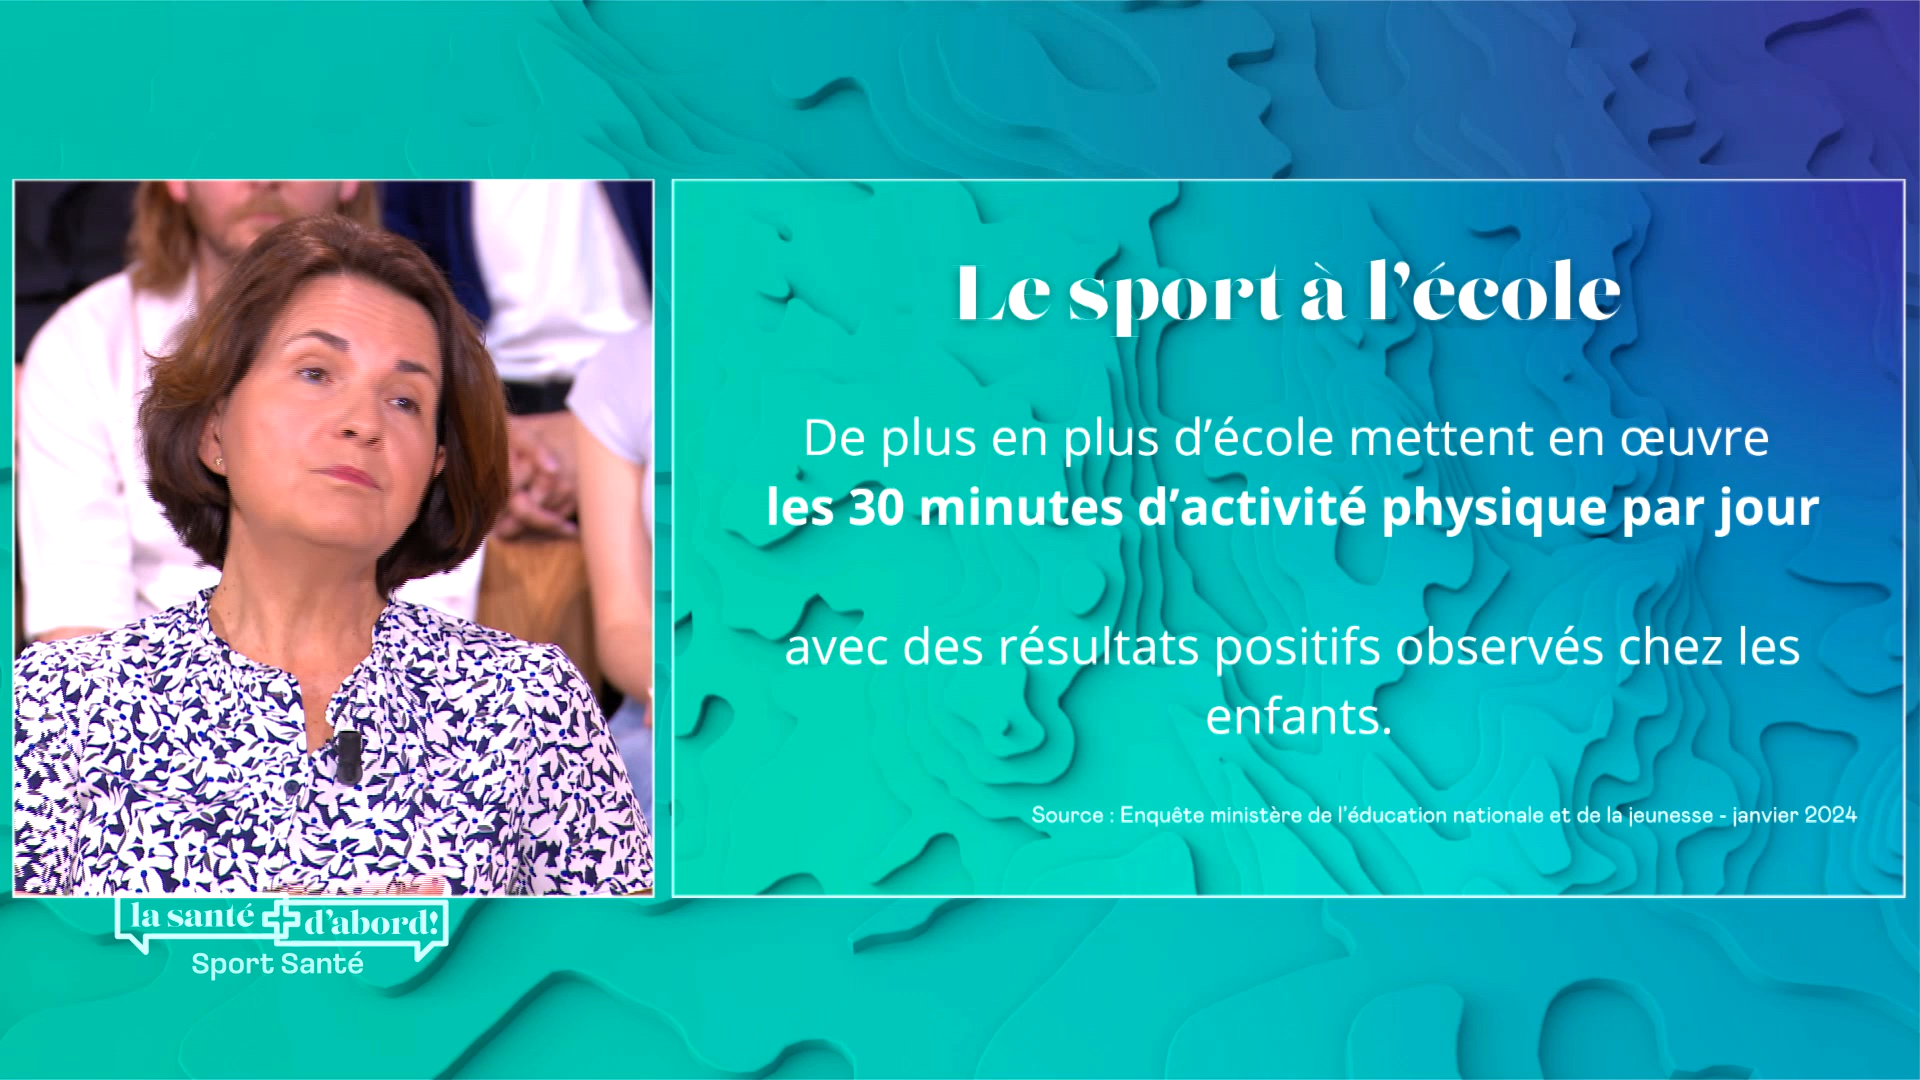 Le sport à l'école
De plus en plus d'école mettent en œuvre
les 30 minutes d'activité physique par jour
avec des résultats positifs observés chez les
enfants.
Source : Enquête ministère de l'éducation nationale et de la jeunesse - janvier 2024
la santé + d'abord!
Sport Santé